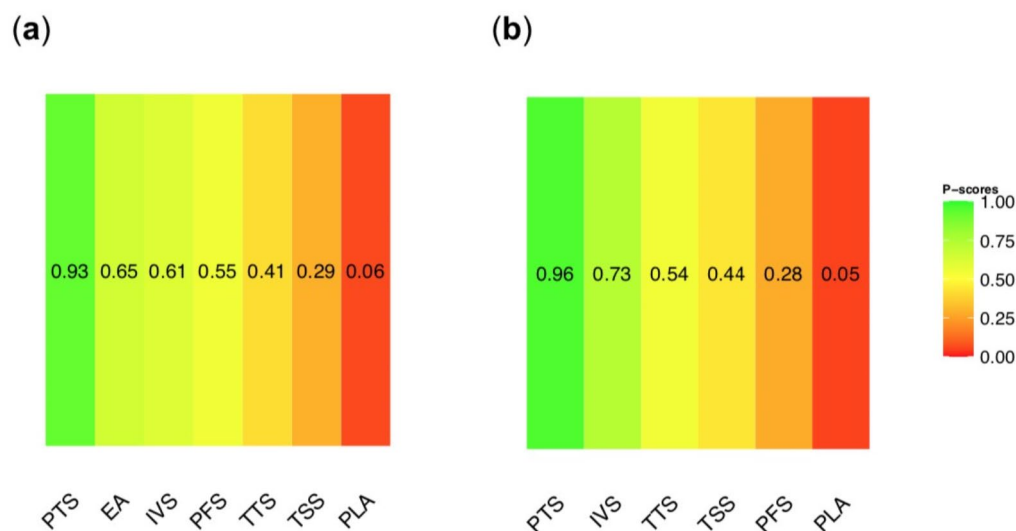 (a)
(b)
0.93 0.65 0.61 0.55 0.41 0.29 0.06
PTS EA IVS PFS TTS TSS PLA
0.96 0.73 0.54 0.44 0.28 0.05
PTS IVS TTS TSS PFS PLA
P-scores
1.00
0.75
0.50
0.25
0.00